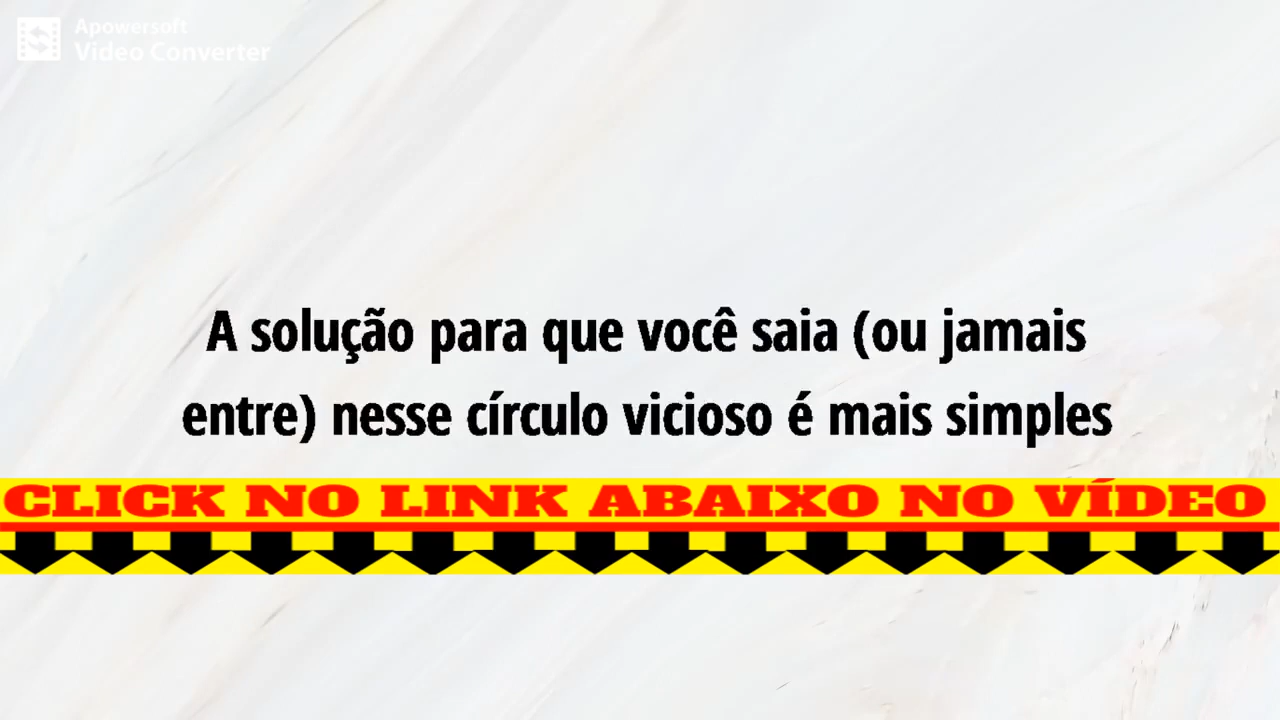 Apowersoft
Video Converter
A solução para que você saia (ou jamais
entre) nesse círculo vicioso é mais simples
CLICK NO LINK ABAIXO NO VÍDEO